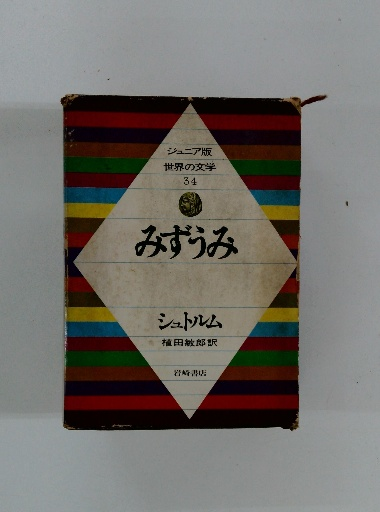 ジュニア版
世界の文学
34
みずうみ
シュトルム
植田敏郎訳
岩崎書店